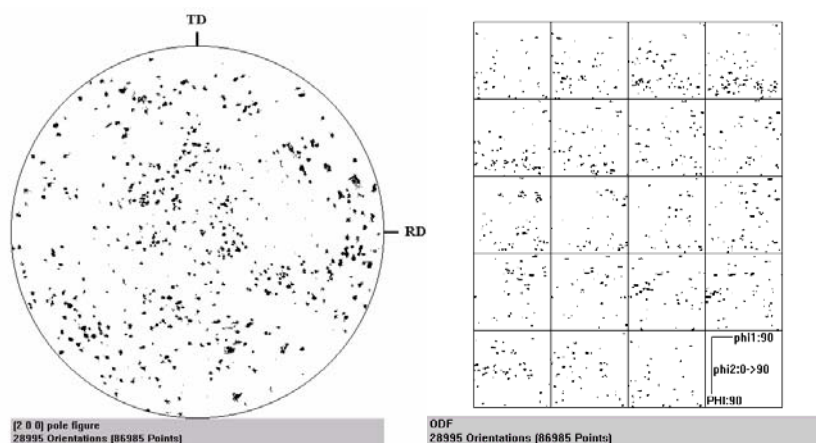 TD
RD
[2 0 0] pole figure
28995 Orientations [86985 Points]
phi1:90
phi2:0->90
PHI:90
ODF
28995 Orientations [86985 Points]